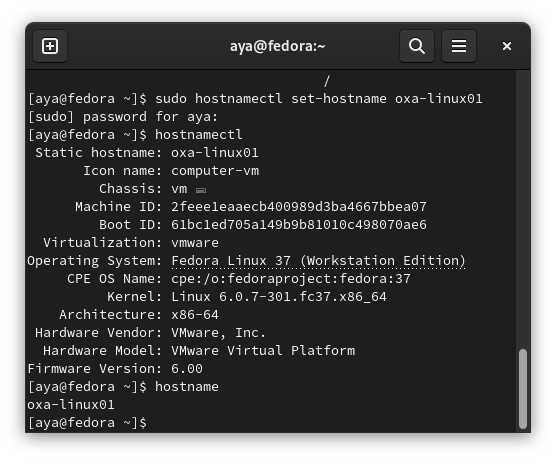 aya@fedora:~
/
[aya@fedora ~]$ sudo hostnamectl set-hostname oxa-linux01
[sudo] password for aya:
[aya@fedora ~]$ hostnamectl
Static hostname: oxa-linux01
Icon name: computer-vm
Chassis: vm 🖴
Machine ID: 2feee1eaaecb400989d3ba4667bbea07
Boot ID: 61bc1ed705a149b9b81010c498070ae6
Virtualization: vmware
Operating System: Fedora Linux 37 (Workstation Edition)
CPE OS Name: cpe:/o:fedoraproject:fedora:37
Kernel: Linux 6.0.7-301.fc37.x86_64
Architecture: x86-64
Hardware Vendor: VMware, Inc.
Hardware Model: VMware Virtual Platform
Firmware Version: 6.00
[aya@fedora ~]$ hostname
oxa-linux01
[aya@fedora ~]$